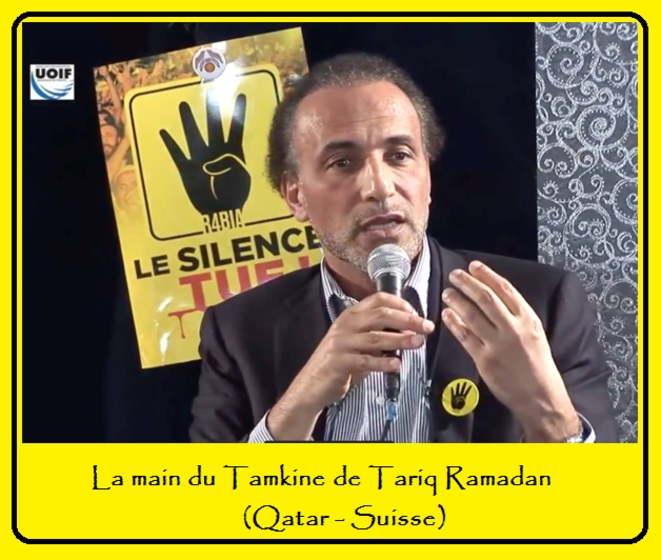 UOIF
R4BIA
LE SILENCE
TUE !
La main du Tamkine de Tariq Ramadan
(Qatar - Suisse)